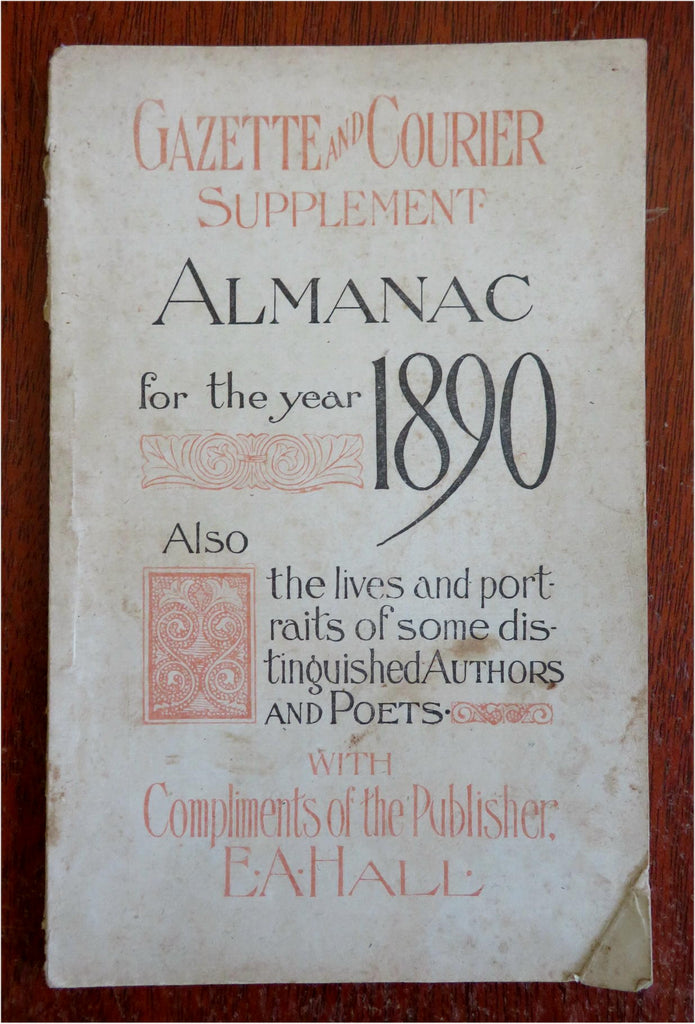 GAZETTE AND COURIER
SUPPLEMENT
ALMANAC
for the year 1890
Also
the lives and port-
raits of some dis-
tinguished AUTHORS
AND POETS.
WITH
Compliments of the Publisher,
E.A. HALL.